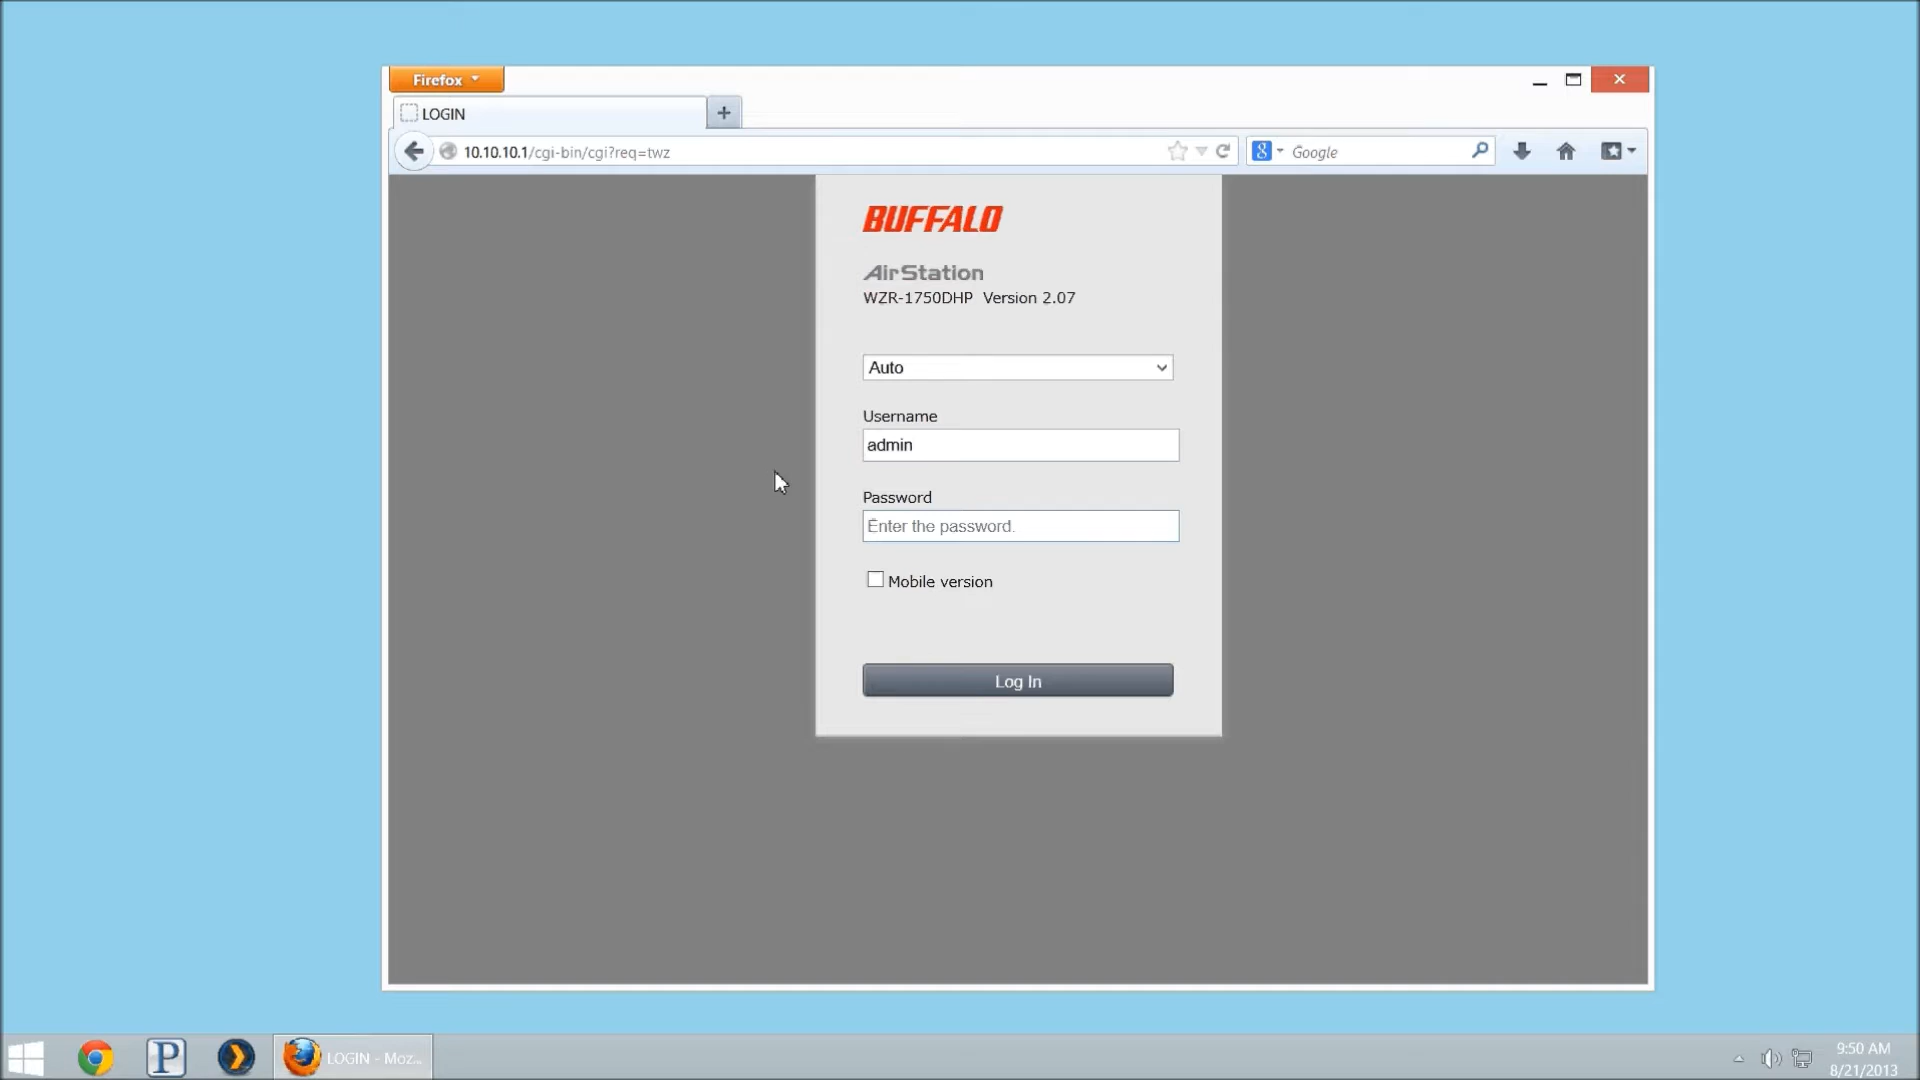 Firefox
LOGIN
10.10.10.1/cgi-bin/cgi?req=twz
Google
BUFFALO
AirStation
WZR-1750DHP Version 2.07
Auto
Username
admin
Password
Enter the password.
Mobile version
Log In
LOGIN - Moz...
9:50 AM
8/21/2013